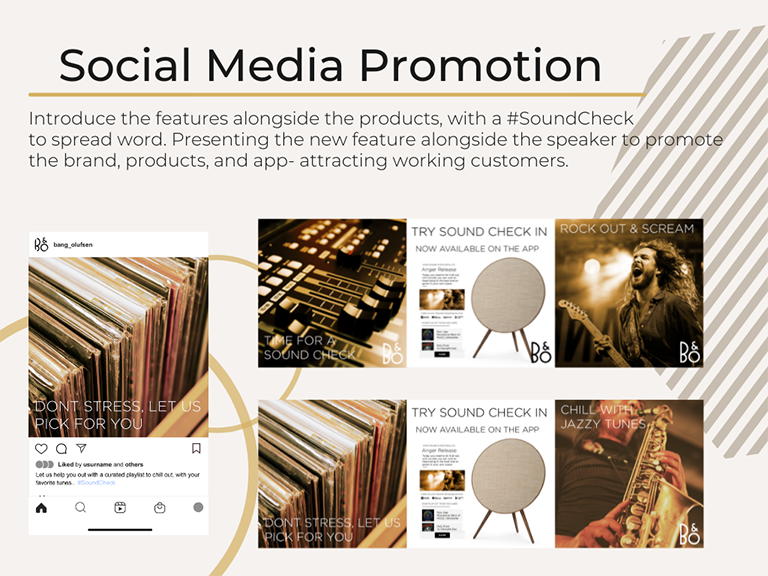 Social Media Promotion
Introduce the features alongside the products, with a #SoundCheck
to spread word. Presenting the new feature alongside the speaker to promote
the brand, products, and app- attracting working customers.
B&O
bang_olufsen
DONT STRESS, LET US
PICK FOR YOU
Liked by usurname and others
Let us help you out with a curated playlist to chill out, with your
favorite tunes.. #SoundCheck
TIME FOR A
SOUND CHECK
B&O
TRY SOUND CHECK IN
NOW AVAILABLE ON THE APP
Anger Release
B&O
ROCK OUT & SCREAM
B&O
DONT STRESS, LET US
PICK FOR YOU
TRY SOUND CHECK IN
NOW AVAILABLE ON THE APP
Anger Release
CHILL WITH
JAZZY TUNES
B&O